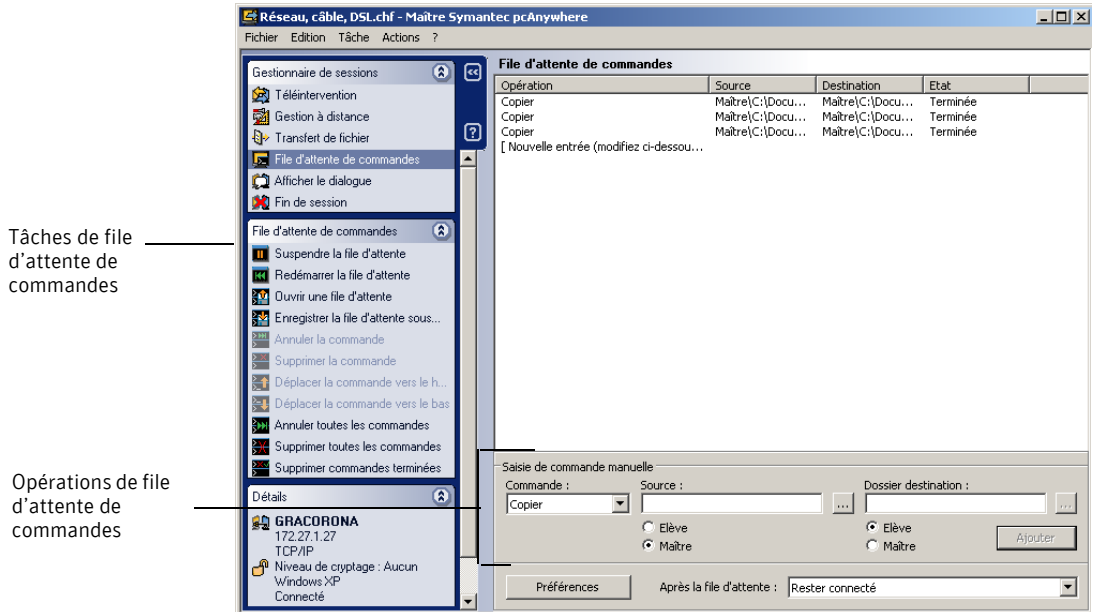 Réseau, câble, DSL.chf - Maître Symantec pcAnywhere
Fichier Edition Tâche Actions ?
Gestionnaire de sessions
Téléintervention
Gestion à distance
Transfert de fichier
File d'attente de commandes
Afficher le dialogue
Fin de session
File d'attente de commandes
Suspendre la file d'attente
Redémarrer la file d'attente
Ouvrir une file d'attente
Enregistrer la file d'attente sous...
Annuler la commande
Supprimer la commande
Déplacer la commande vers le h...
Déplacer la commande vers le bas
Annuler toutes les commandes
Supprimer toutes les commandes
Supprimer commandes terminées
Détails
GRACORONA
172.27.1.27
TCP/IP
Niveau de cryptage : Aucun
Windows XP
Connecté
File d'attente de commandes
Opération Source Destination Etat
Copier Maître\C:\Docu... Maître\C:\Docu... Terminée
Copier Maître\C:\Docu... Maître\C:\Docu... Terminée
Copier Maître\C:\Docu... Maître\C:\Docu... Terminée
[ Nouvelle entrée (modifiez ci-dessou...
Saisie de commande manuelle
Commande : Source : Dossier destination :
Copier ... ...
Elève Elève
Maître Maître
Ajouter
Préférences Après la file d'attente : Rester connecté
Tâches de file
d'attente de
commandes
Opérations de file
d'attente de
commandes